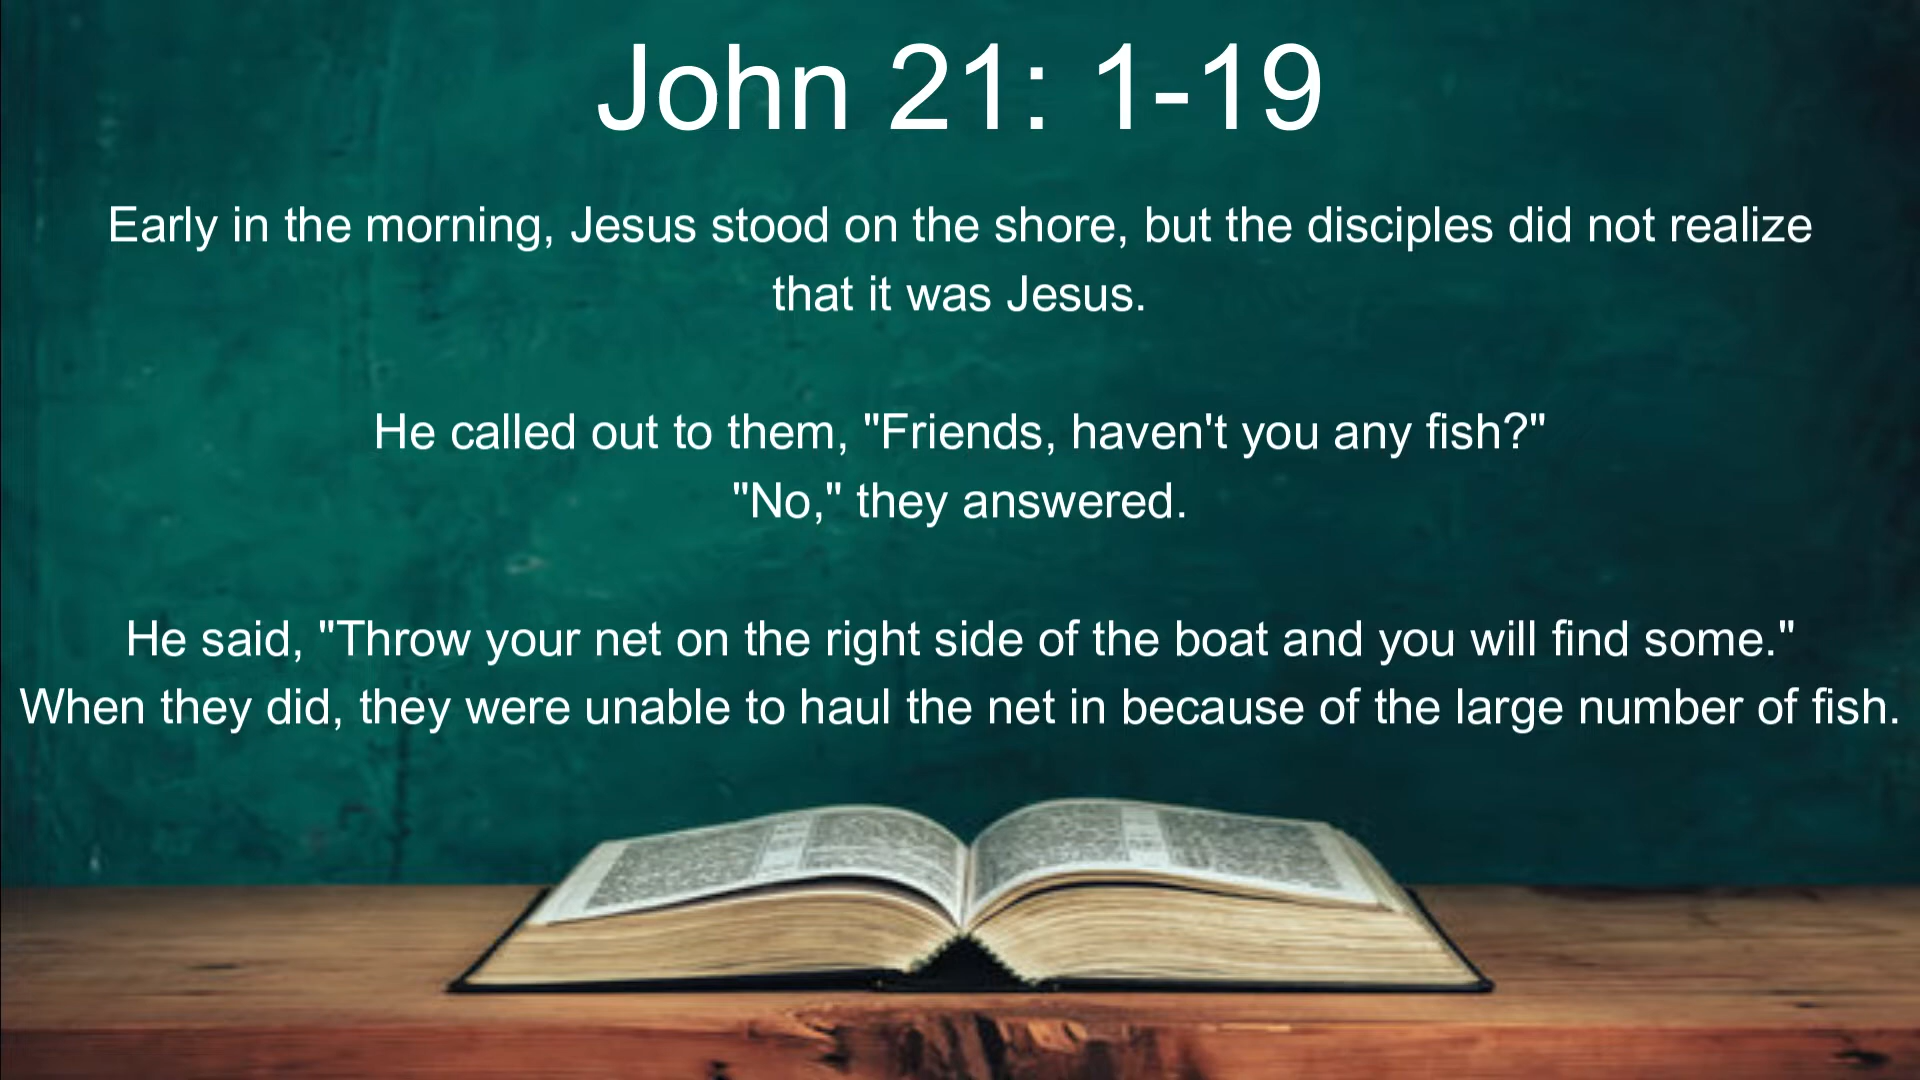 John 21: 1-19
Early in the morning, Jesus stood on the shore, but the disciples did not realize
that it was Jesus.
He called out to them, "Friends, haven't you any fish?"
"No," they answered.
He said, "Throw your net on the right side of the boat and you will find some."
When they did, they were unable to haul the net in because of the large number of fish.